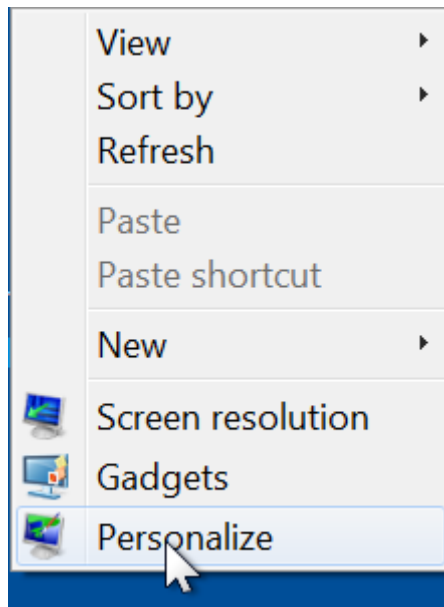 View
Sort by
Refresh
Paste
Paste shortcut
New
Screen resolution
Gadgets
Personalize